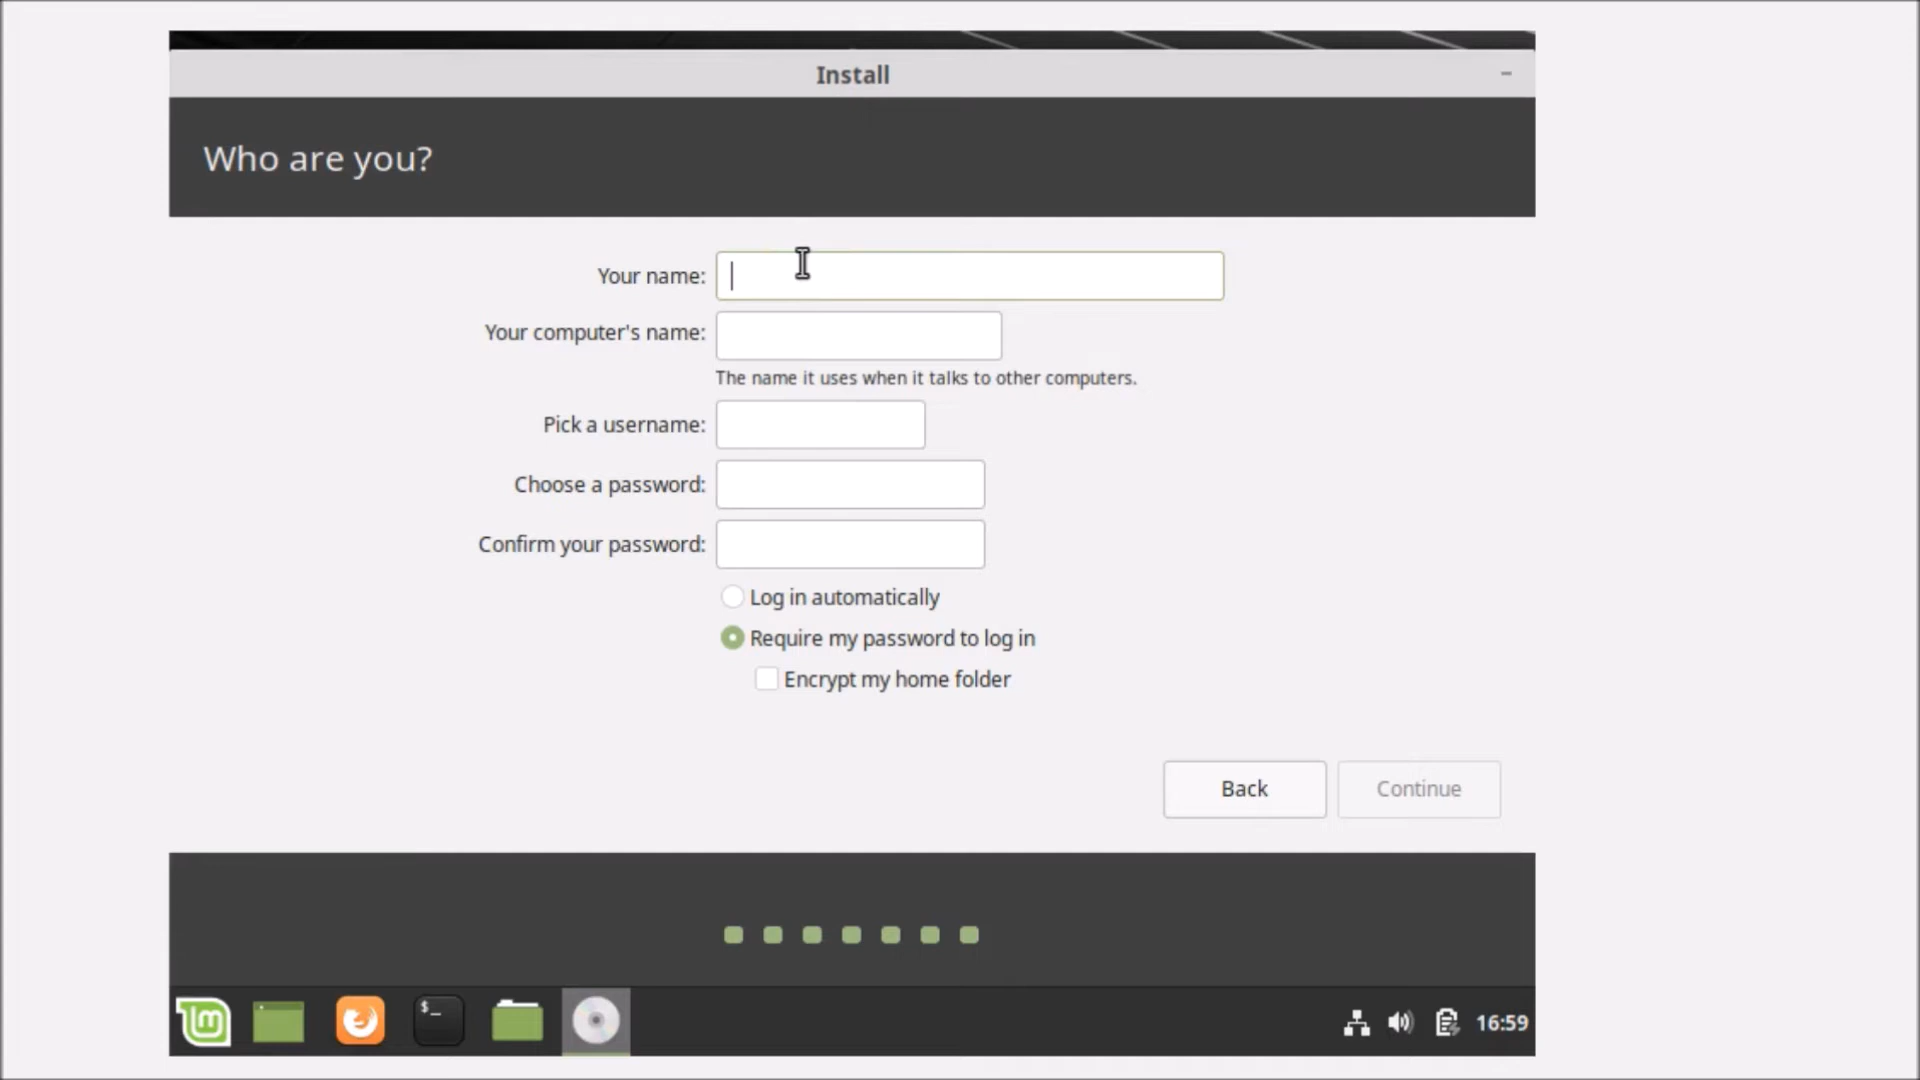 Install
Who are you?
Your name:
Your computer's name:
The name it uses when it talks to other computers.
Pick a username:
Choose a password:
Confirm your password:
Log in automatically
Require my password to log in
Encrypt my home folder
Back
Continue
$_
16:59